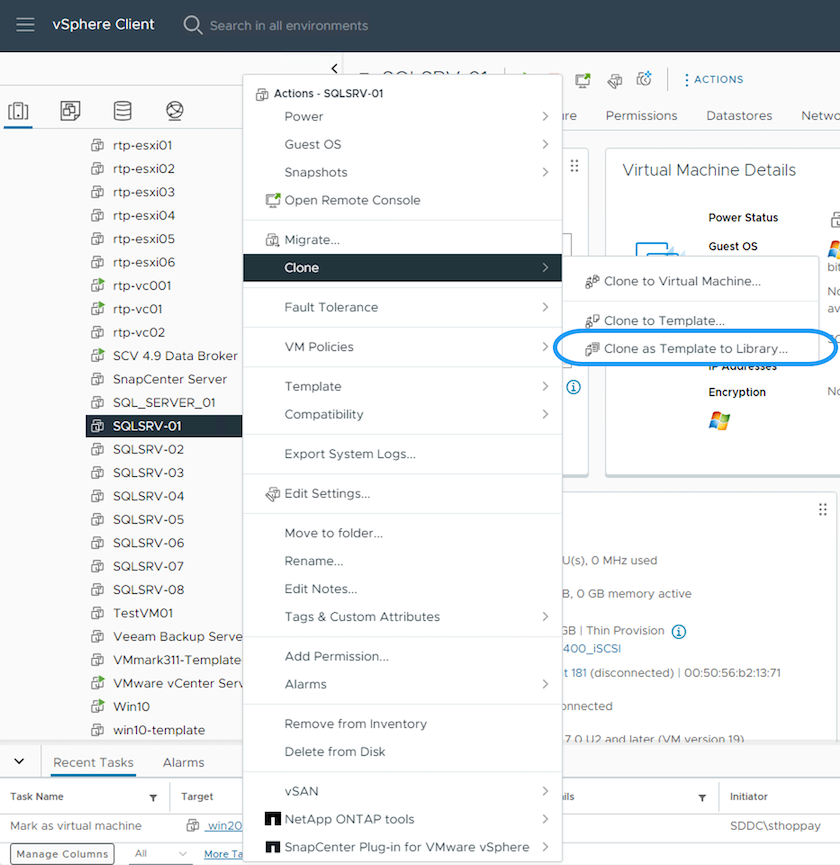 vSphere Client
Search in all environments
ACTIONS
Permissions
Datastores
rtp-esxi01
rtp-esxi02
rtp-esxi03
rtp-esxi04
rtp-esxi05
rtp-esxi06
rtp-vc001
rtp-vc01
rtp-vc02
SCV 4.9 Data Broker
SnapCenter Server
SQL_SERVER_01
SQLSRV-01
SQLSRV-02
SQLSRV-03
SQLSRV-04
SQLSRV-05
SQLSRV-06
SQLSRV-07
SQLSRV-08
TestVM01
Veeam Backup Serve
VMmark311-Template
VMware vCenter Serv
Win10
win10-template
Actions - SQLSRV-01
Power
Guest OS
Snapshots
Open Remote Console
Migrate...
Clone
Fault Tolerance
VM Policies
Template
Compatibility
Export System Logs...
Edit Settings...
Move to folder...
Rename...
Edit Notes...
Tags & Custom Attributes
Add Permission...
Alarms
Remove from Inventory
Delete from Disk
vSAN
NetApp ONTAP tools
SnapCenter Plug-in for VMware vSphere
Clone to Virtual Machine...
Clone to Template...
Clone as Template to Library...
Virtual Machine Details
Power Status
Guest OS
IP Addresses
Encryption
U(s), 0 MHz used
B, 0 GB memory active
GB | Thin Provision
400_iSCSI
t 181 (disconnected) | 00:50:56:b2:13:71
onnected
7.0 U2 and later (VM version 19)
Recent Tasks
Alarms
Task Name
Target
ils
Initiator
Mark as virtual machine
win20
SDDC\sthoppay
Manage Columns
All
More Ta